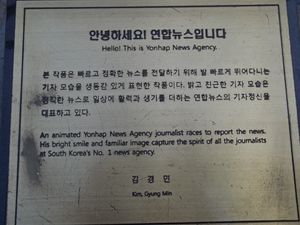 안녕하세요! 연합뉴스입니다
Hello! This is Yonhap News Agency.
본 작품은 빠르고 정확한 뉴스를 전달하기 위해 발 빠르게 뛰어다니는
기자 모습을 생동감 있게 표현한 작품이다. 밝고 친근한 기자 모습은
정직한 뉴스로 일상에 활력과 생기를 더하는 연합뉴스의 기자정신을
대표하고 있다.
An animated Yonhap News Agency journalist races to report the news.
His bright smile and familiar image capture the spirit of all the journalists
at South Korea's No. 1 news agency.
김 경 민
Kim, Gyung Min